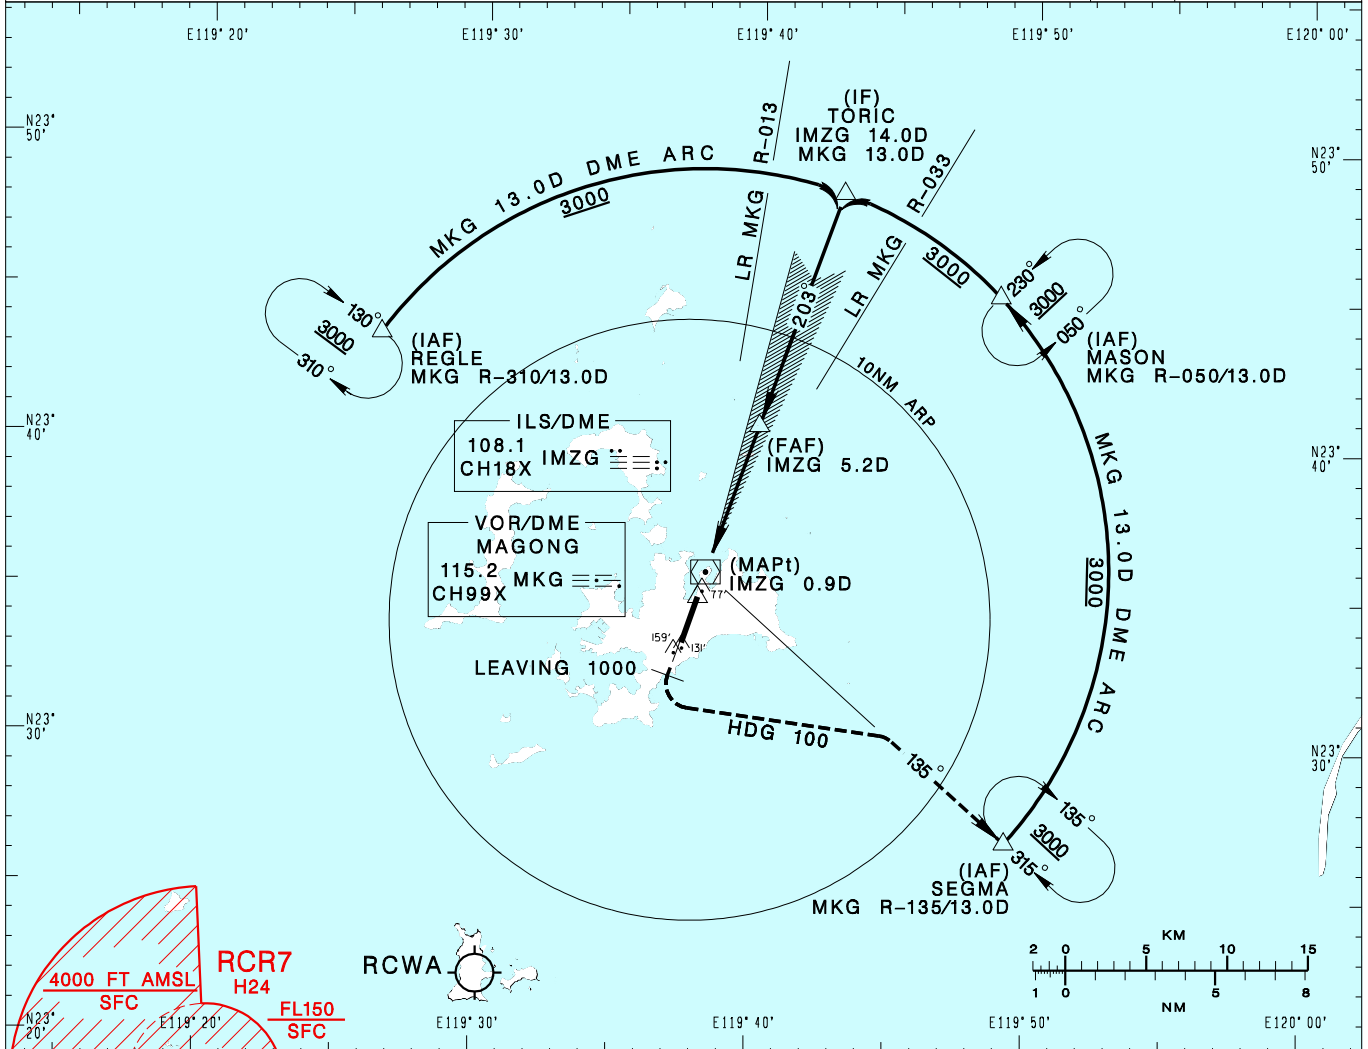 E119° 20'
E119° 30'
E119° 40'
E119° 50'
E120° 00'
N23°
50'
N23°
50'
(IF)
TORIC
IMZG 14.0D
MKG 13.0D
R-013
LR MKG
R-033
LR MKG
MKG 13.0D DME ARC
3000
3000
130°
3000
310°
(IAF)
REGLE
MKG R-310/13.0D
230°
3000
050°
(IAF)
MASON
MKG R-050/13.0D
203°
10NM ARP
N23°
40'
N23°
40'
ILS/DME
108.1
CH18X
IMZG
(FAF)
IMZG 5.2D
MKG 13.0D DME ARC
3000
VOR/DME
MAGONG
115.2
CH99X
MKG
(MAPt)
IMZG 0.9D
77'
159'
131'
LEAVING 1000
HDG 100
135°
N23°
30'
N23°
30'
135°
3000
315°
(IAF)
SEGMA
MKG R-135/13.0D
RCR7
H24
4000 FT AMSL
SFC
FL150
SFC
RCWA
KM
2 0 5 10 15
1 0 5 8
NM
N23°
20'
E119° 20'
E119° 30'
E119° 40'
E119° 50'
E120° 00'